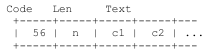 Code   Len     Text
+-----+-----+-----+-----+---
|  56 |  n  |  c1 |  c2 | ...
+-----+-----+-----+-----+---